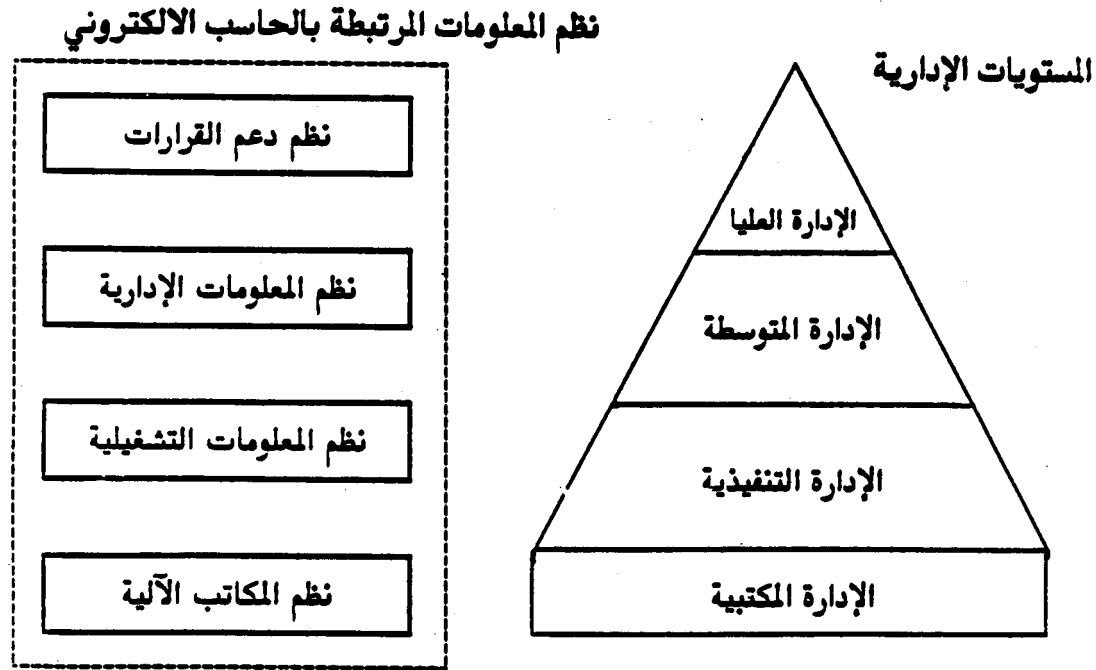 نظم المعلومات المرتبطة بالحاسب الالكتروني
المستويات الإدارية
الإدارة العليا
الإدارة المتوسطة
الإدارة التنفيذية
الإدارة المكتبية
نظم دعم القرارات
نظم المعلومات الإدارية
نظم المعلومات التشغيلية
نظم المكاتب الآلية